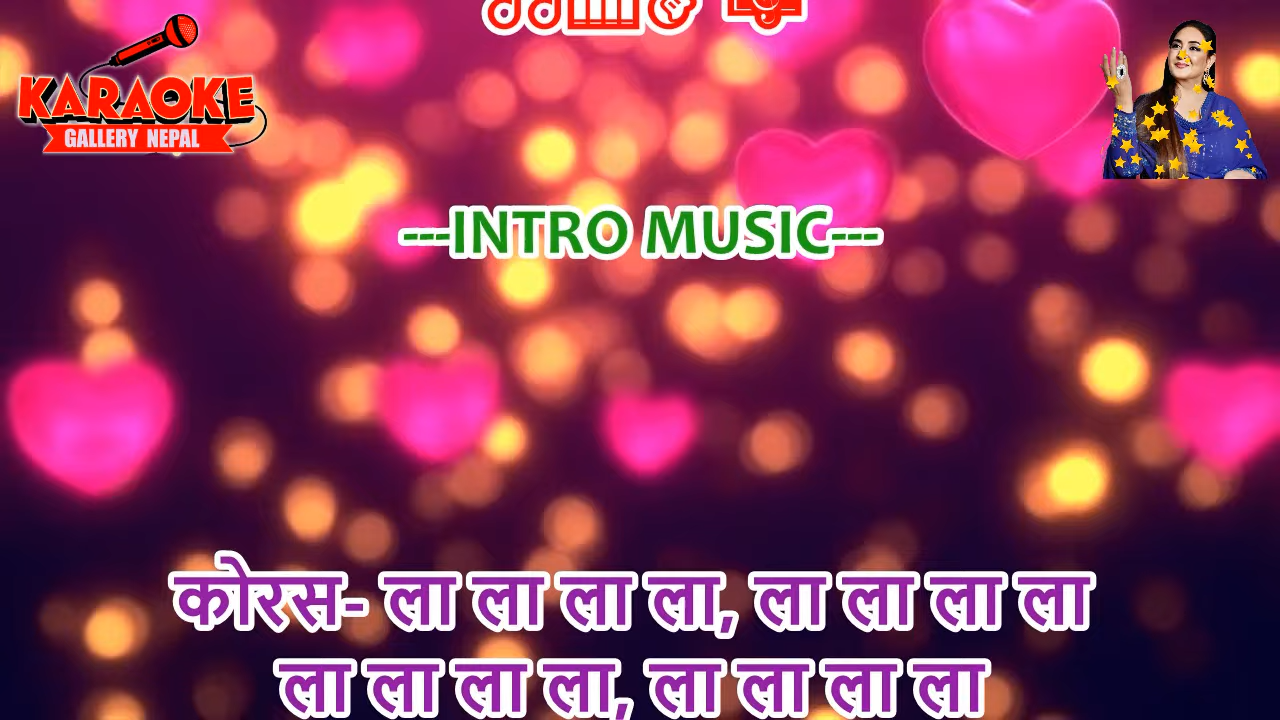 KARAOKE
GALLERY NEPAL
---INTRO MUSIC---
कोरस- ला ला ला ला, ला ला ला ला
ला ला ला ला, ला ला ला ला